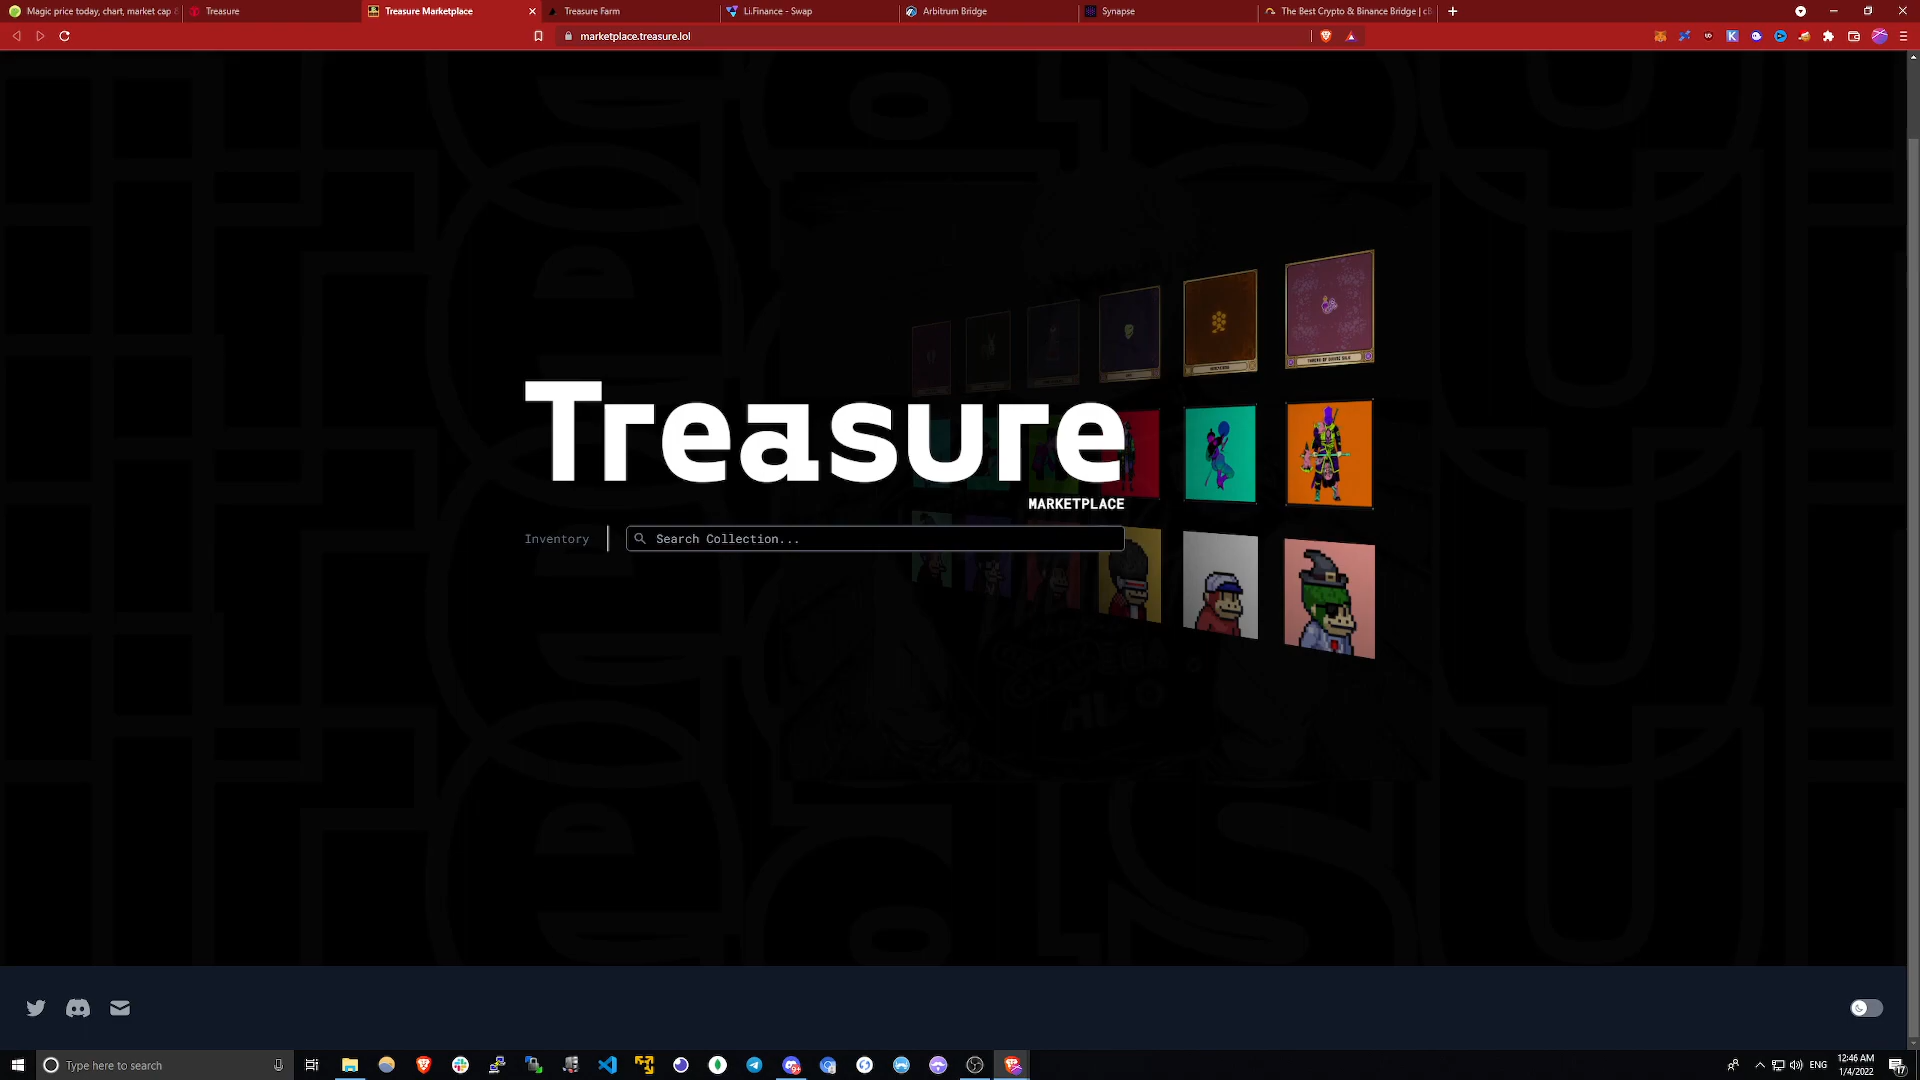 Magic price today, chart, market cap
Treasure
Treasure Marketplace
Treasure Farm
Li.Finance - Swap
Arbitrum Bridge
Synapse
The Best Crypto & Binance Bridge | cB
marketplace.treasure.lol
Treasure
MARKETPLACE
Inventory
Search Collection...
Type here to search
ENG
12:46 AM
1/4/2022
17